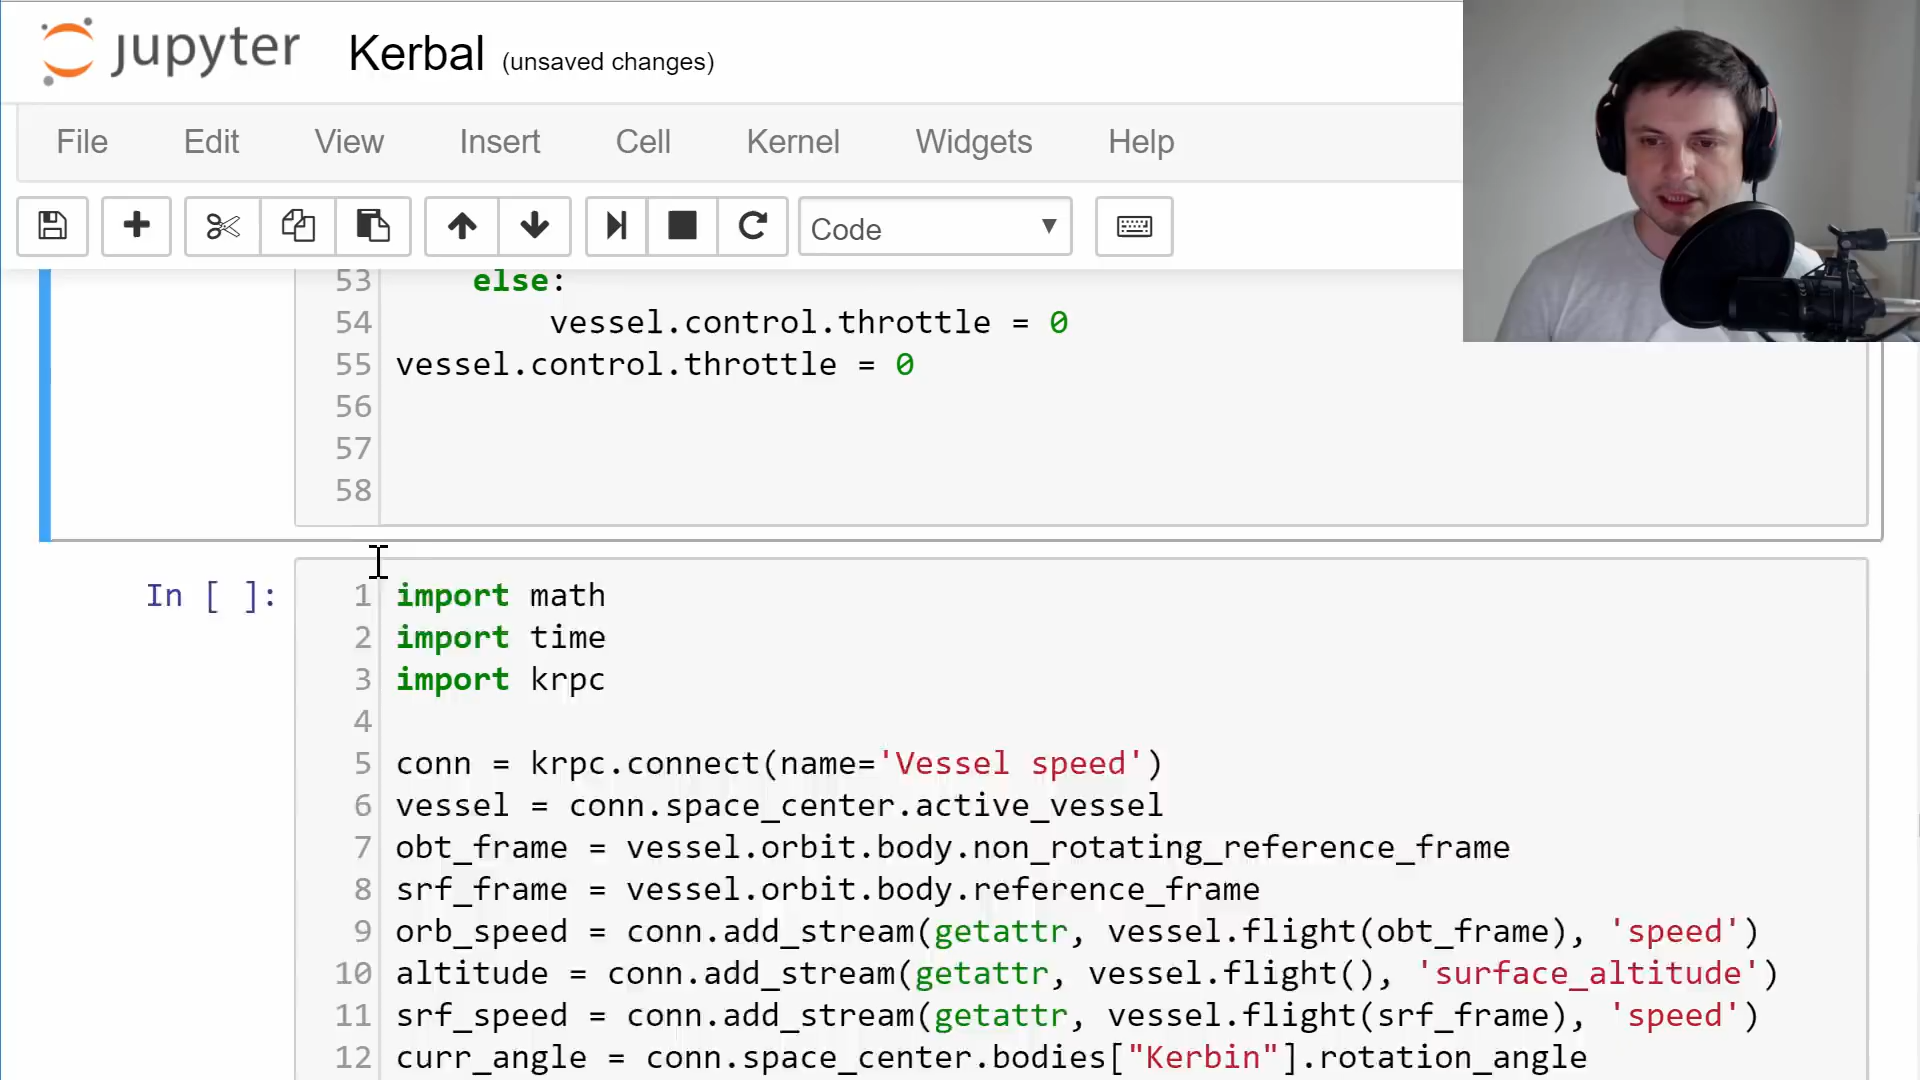 jupyter Kerbal (unsaved changes)
File Edit View Insert Cell Kernel Widgets Help
Code
53 else:
54 vessel.control.throttle = 0
55 vessel.control.throttle = 0
56
57
58
In [ ]:
1 import math
2 import time
3 import krpc
4
5 conn = krpc.connect(name='Vessel speed')
6 vessel = conn.space_center.active_vessel
7 obt_frame = vessel.orbit.body.non_rotating_reference_frame
8 srf_frame = vessel.orbit.body.reference_frame
9 orb_speed = conn.add_stream(getattr, vessel.flight(obt_frame), 'speed')
10 altitude = conn.add_stream(getattr, vessel.flight(), 'surface_altitude')
11 srf_speed = conn.add_stream(getattr, vessel.flight(srf_frame), 'speed')
12 curr_angle = conn.space_center.bodies["Kerbin"].rotation_angle